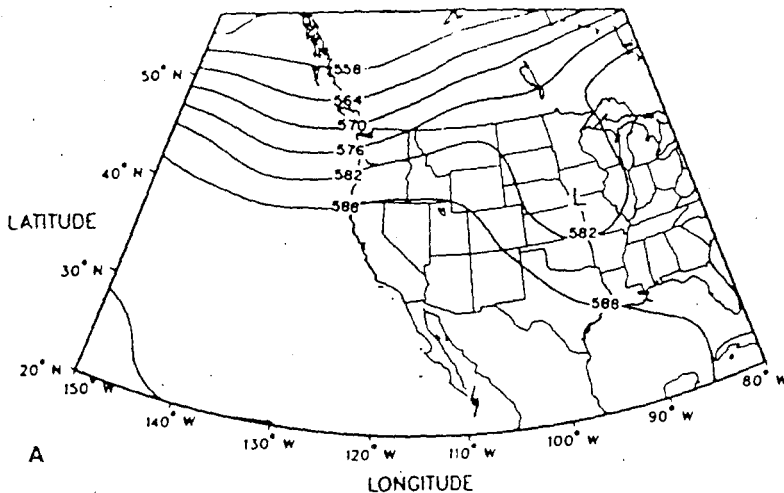 50° N
558
564
570
576
40° N
582
588
L
LATITUDE
582
30° N
588
20° N
150° W
80° W
140° W
90° W
130° W
100° W
120° W
110° W
A
LONGITUDE